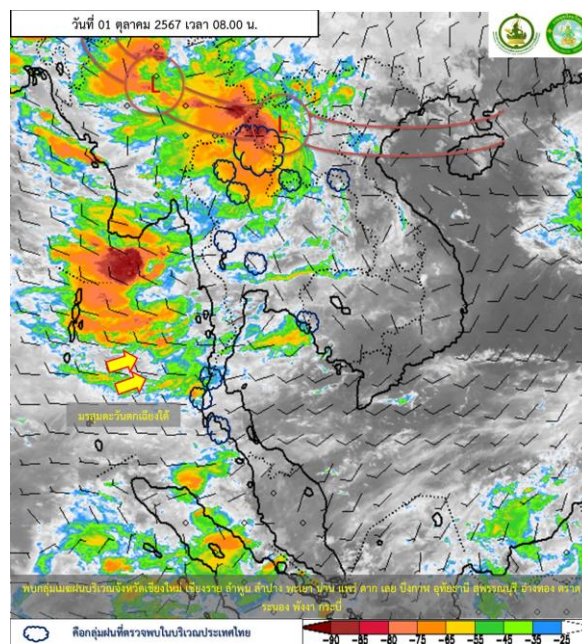 วันที่ 01 ตุลาคม 2567 เวลา 08.00 น.
L
L
มรสุมตะวันตกเฉียงใต้
พบกลุ่มเมฆฝนบริเวณจังหวัดเชียงใหม่ เชียงราย ลำพูน ลำปาง พะเยา น่าน แพร่ ตาก เลย บึงกาฬ อุทัยธานี สุพรรณบุรี อ่างทอง ตราด
ระนอง พังงา กระบี่
คือกลุ่มฝนที่ตรวจพบในบริเวณประเทศไทย
-90 -85 -80 -75 -65 -55 -45 -35 -25